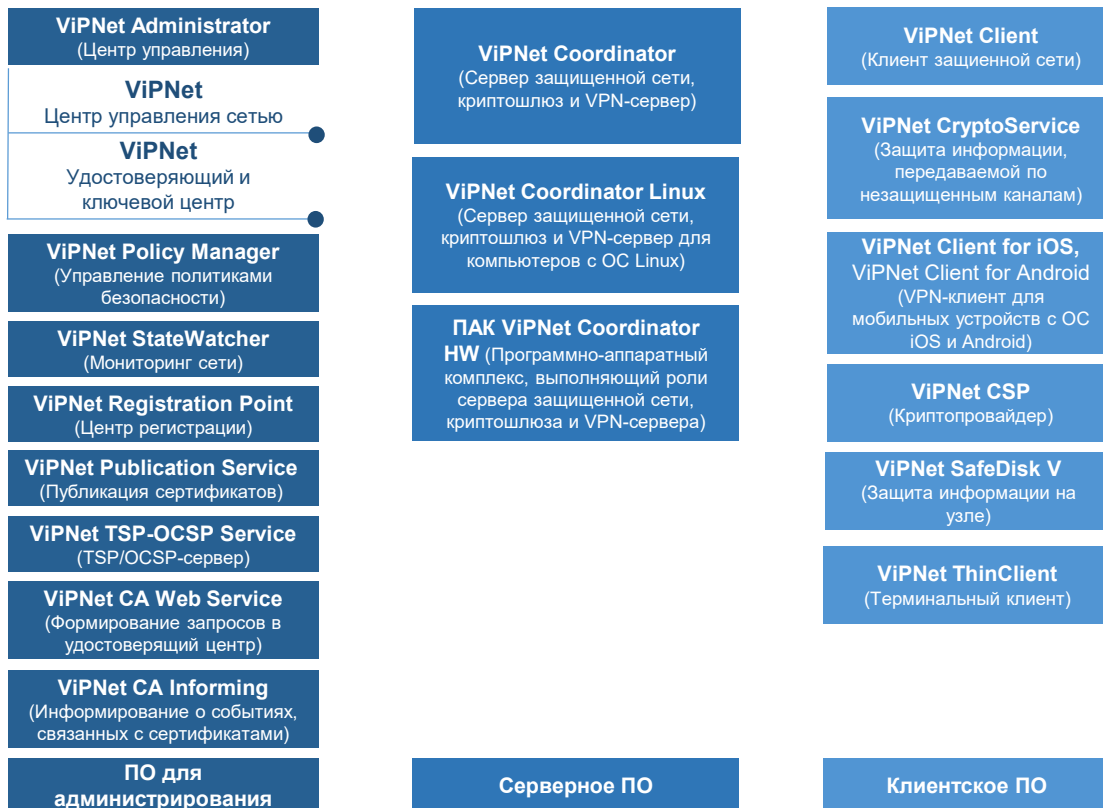 ViPNet Administrator
(Центр управления)
ViPNet
Центр управления сетью
ViPNet
Удостоверяющий и
ключевой центр
ViPNet Policy Manager
(Управление политиками
безопасности)
ViPNet StateWatcher
(Мониторинг сети)
ViPNet Registration Point
(Центр регистрации)
ViPNet Publication Service
(Публикация сертификатов)
ViPNet TSP-OCSP Service
(TSP/OCSP-сервер)
ViPNet CA Web Service
(Формирование запросов в
удостоверящий центр)
ViPNet CA Informing
(Информирование о событиях,
связанных с сертификатами)
ПО для
администрирования
ViPNet Coordinator
(Сервер защищенной сети,
криптошлюз и VPN-сервер)
ViPNet Coordinator Linux
(Сервер защищенной сети,
криптошлюз и VPN-сервер для
компьютеров с ОС Linux)
ПАК ViPNet Coordinator
HW (Программно-аппаратный
комплекс, выполняющий роли
сервера защищенной сети,
криптошлюза и VPN-сервера)
Серверное ПО
ViPNet Client
(Клиент защиенной сети)
ViPNet CryptoService
(Защита информации,
передаваемой по
незащищенным каналам)
ViPNet Client for iOS,
ViPNet Client for Android
(VPN-клиент для
мобильных устройств с ОС
iOS и Android)
ViPNet CSP
(Криптопровайдер)
ViPNet SafeDisk V
(Защита информации на
узле)
ViPNet ThinClient
(Терминальный клиент)
Клиентское ПО